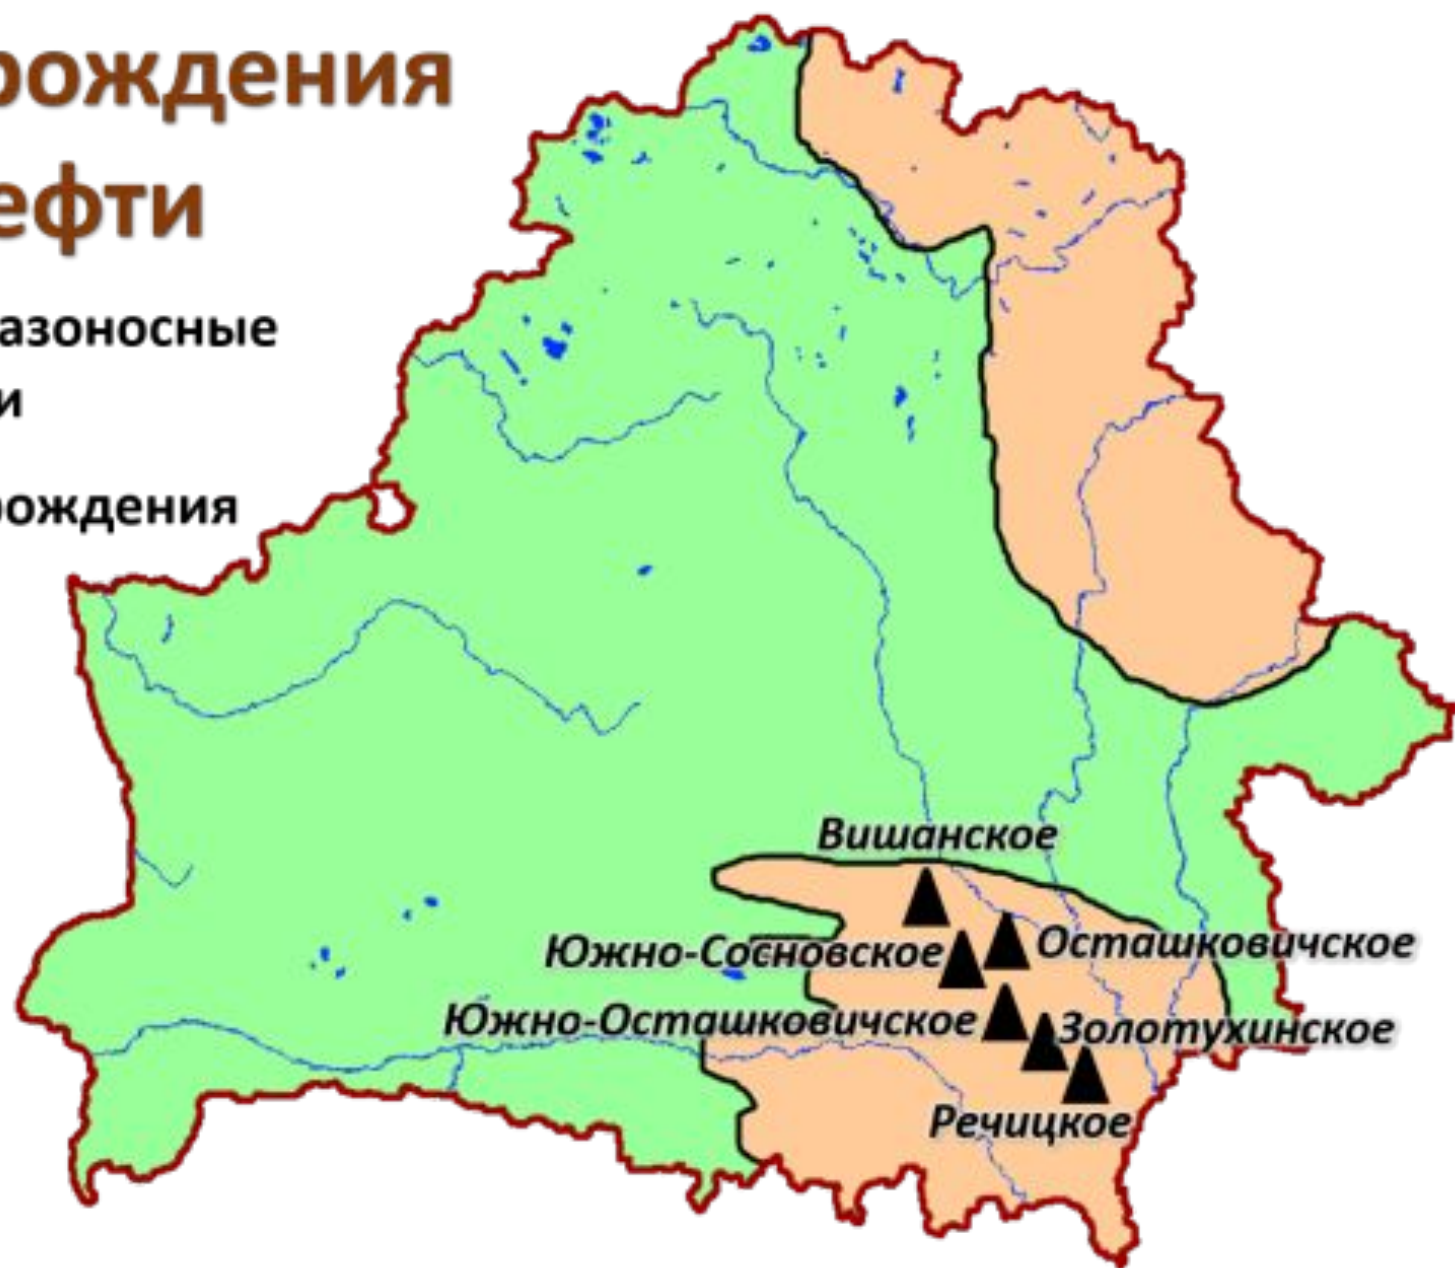 рождения
ефти
азоносные
и
рождения
Вишанское
Южно-Сосновское
Осташковичское
Южно-Осташковичское
Золотухинское
Речицкое